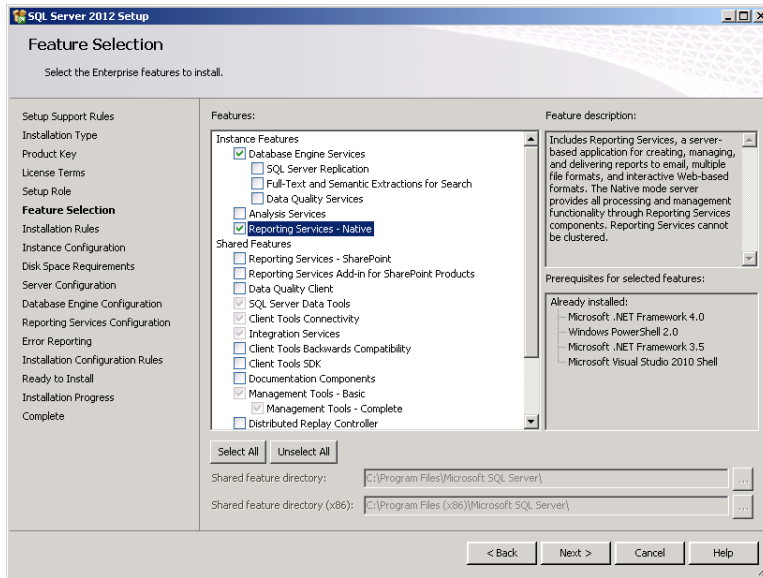 SQL Server 2012 Setup
Feature Selection
Select the Enterprise features to install.
Setup Support Rules
Installation Type
Product Key
License Terms
Setup Role
Feature Selection
Installation Rules
Instance Configuration
Disk Space Requirements
Server Configuration
Database Engine Configuration
Reporting Services Configuration
Error Reporting
Installation Configuration Rules
Ready to Install
Installation Progress
Complete
Features:
Instance Features
Database Engine Services
SQL Server Replication
Full-Text and Semantic Extractions for Search
Data Quality Services
Analysis Services
Reporting Services - Native
Shared Features
Reporting Services - SharePoint
Reporting Services Add-in for SharePoint Products
Data Quality Client
SQL Server Data Tools
Client Tools Connectivity
Integration Services
Client Tools Backwards Compatibility
Client Tools SDK
Documentation Components
Management Tools - Basic
Management Tools - Complete
Distributed Replay Controller
Feature description:
Includes Reporting Services, a server-
based application for creating, managing,
and delivering reports to email, multiple
file formats, and interactive Web-based
formats. The Native mode server
provides all processing and management
functionality through Reporting Services
components. Reporting Services cannot
be clustered.
Prerequisites for selected features:
Already installed:
Microsoft .NET Framework 4.0
Windows PowerShell 2.0
Microsoft .NET Framework 3.5
Microsoft Visual Studio 2010 Shell
Select All
Unselect All
Shared feature directory:
C:\Program Files\Microsoft SQL Server\
...
Shared feature directory (x86):
C:\Program Files (x86)\Microsoft SQL Server\
...
< Back
Next >
Cancel
Help